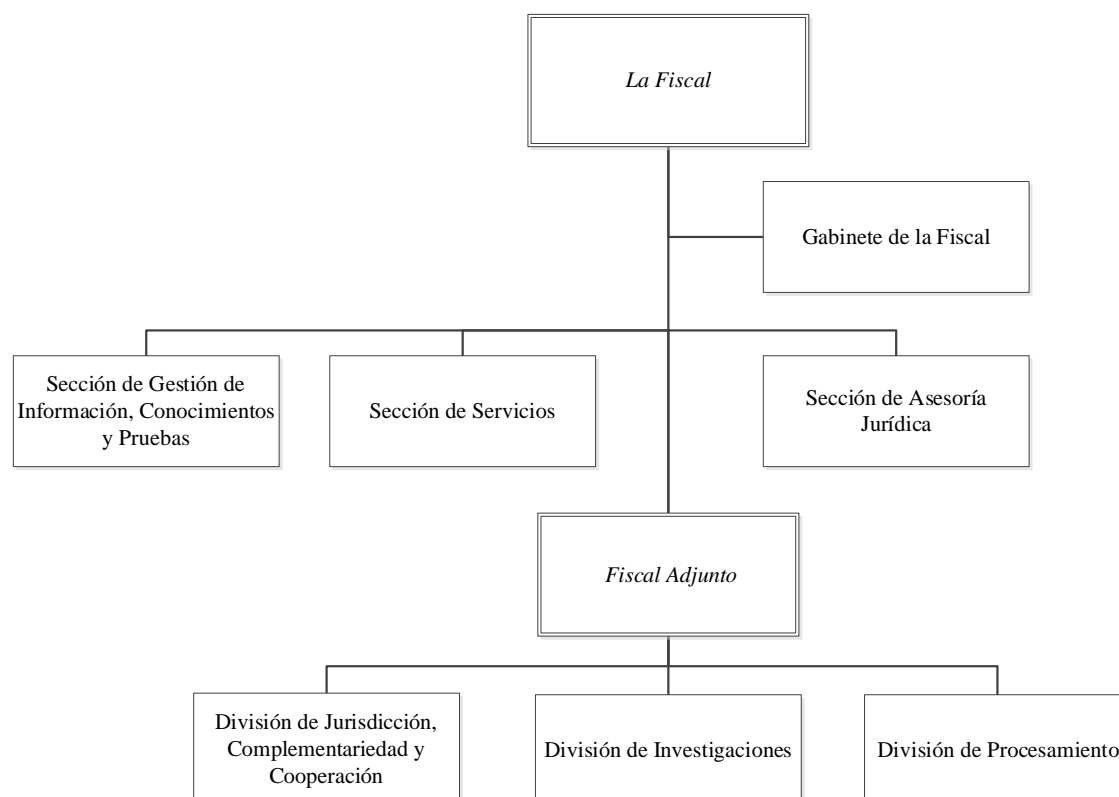 La Fiscal
Gabinete de la Fiscal
Sección de Gestión de
Información, Conocimientos
y Pruebas
Sección de Servicios
Sección de Asesoría
Jurídica
Fiscal Adjunto
División de Jurisdicción,
Complementariedad y
Cooperación
División de Investigaciones
División de Procesamiento